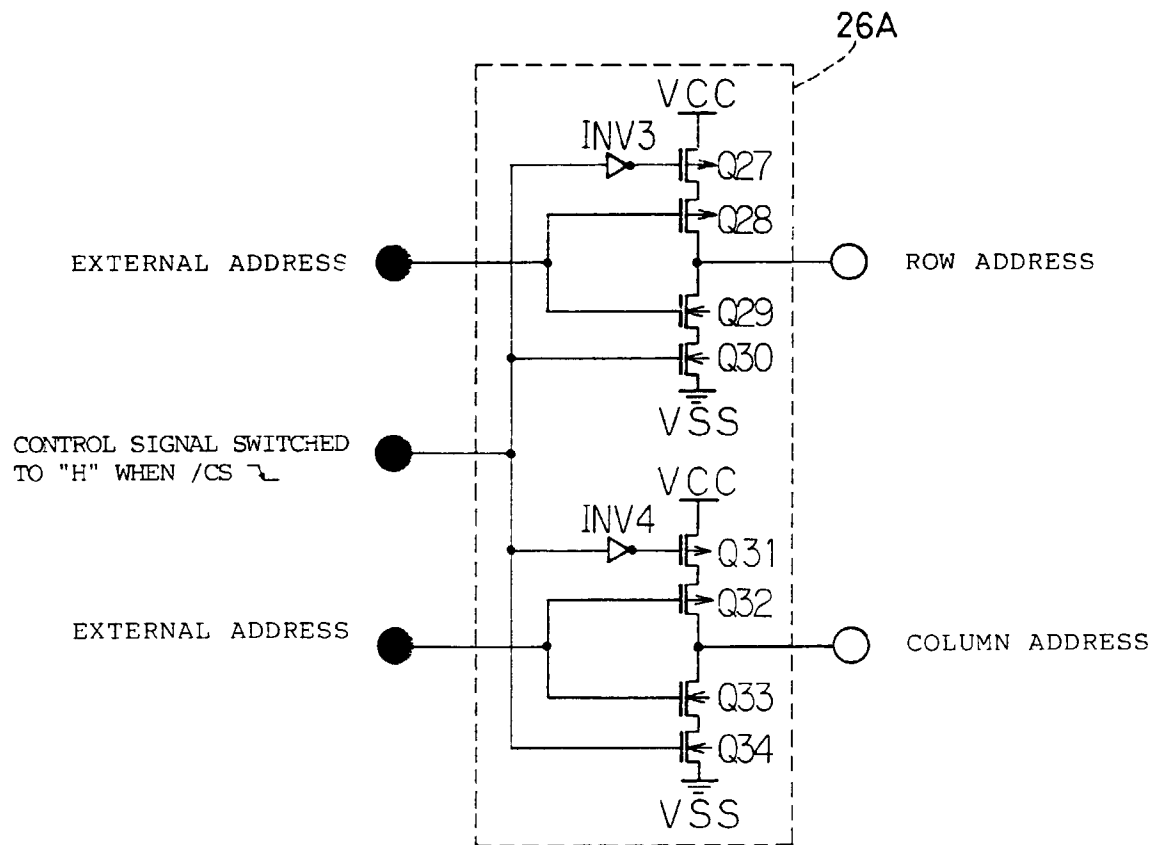 26A
VCC
INV3
Q27
Q28
EXTERNAL ADDRESS
ROW ADDRESS
Q29
Q30
VSS
CONTROL SIGNAL SWITCHED
TO "H" WHEN /CS
VCC
INV4
Q31
Q32
EXTERNAL ADDRESS
COLUMN ADDRESS
Q33
Q34
VSS